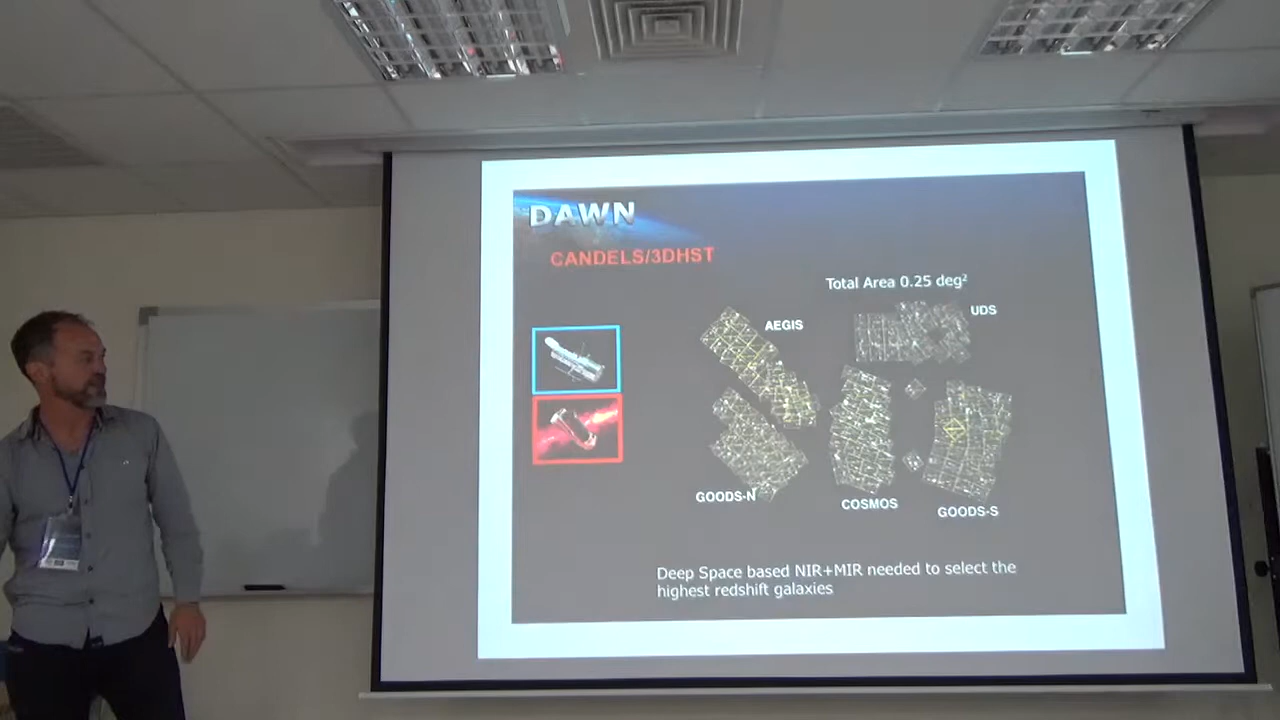 DAWN
CANDELS/3DHST
Total Area 0.25 deg²
AEGIS
UDS
GOODS-N
COSMOS
GOODS-S
Deep Space based NIR+MIR needed to select the
highest redshift galaxies